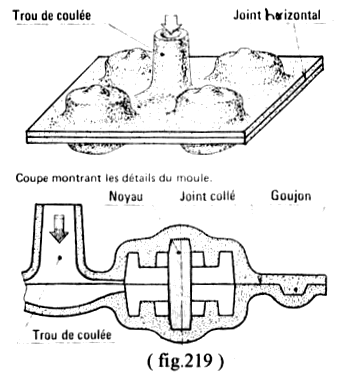 Trou de coulée Joint horizontal
Coupe montrant les détails du moule.
Noyau Joint collé Goujon
Trou de coulée
( fig.219 )